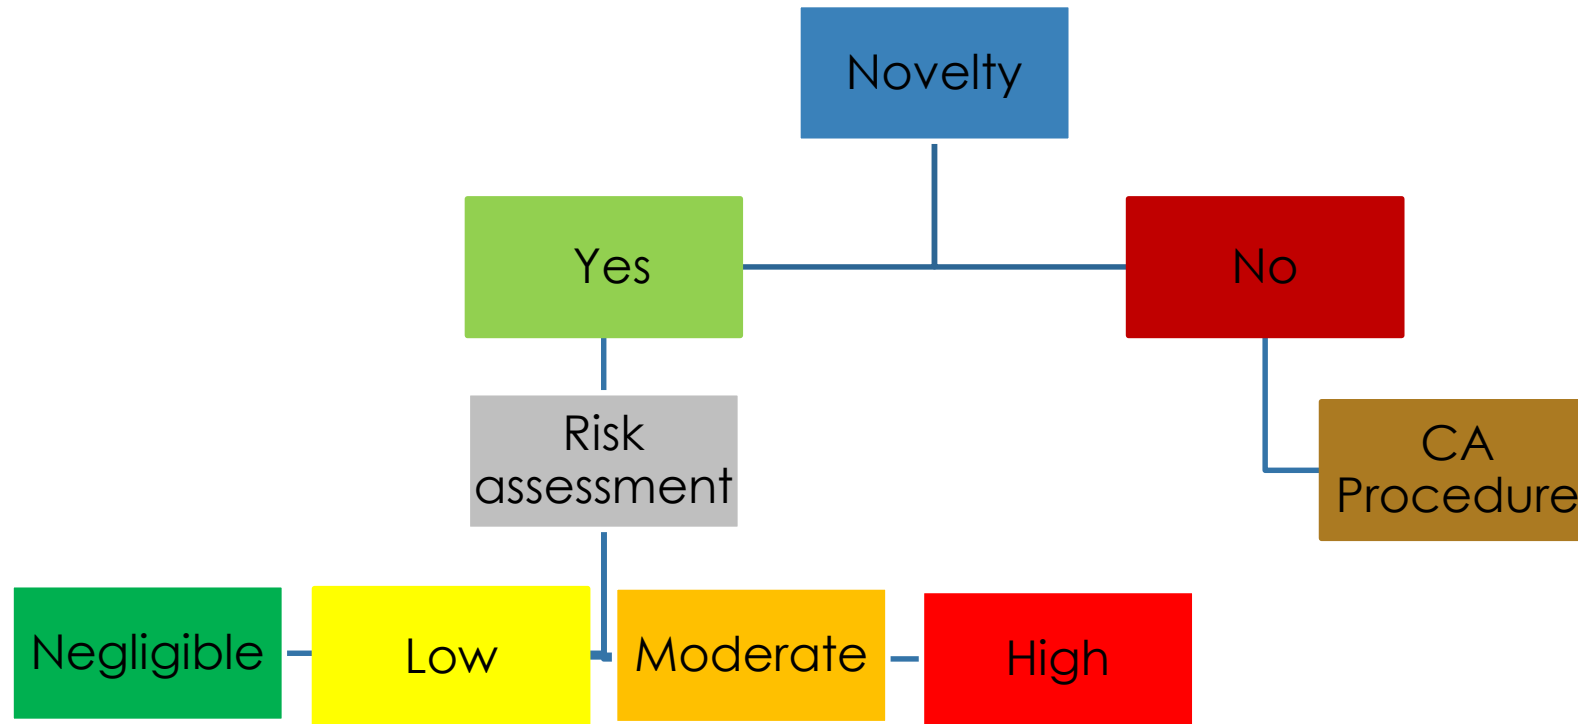 Novelty
Yes
No
Risk
assessment
CA
Procedure
Negligible
Low
Moderate
High